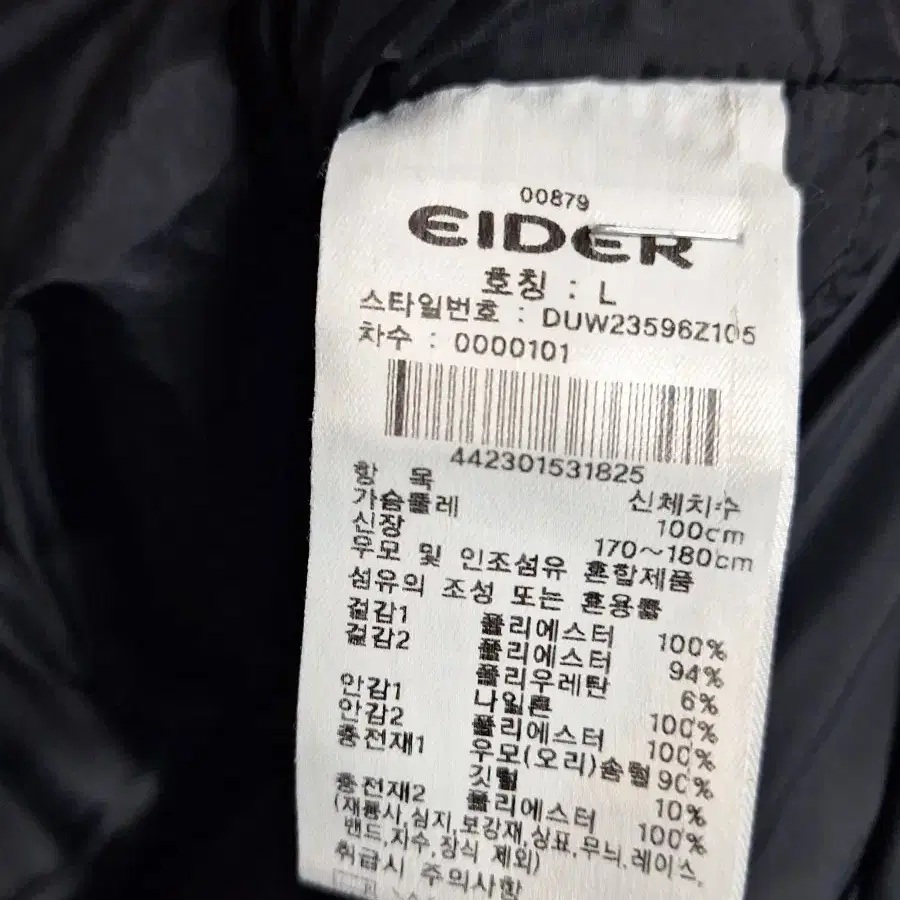 00879
EIDER
호칭 : L
스타일번호 : DUW23596Z105
차수 : 0000101
442301531825
항 목 신체치수
가슴둘레 100cm
신장 170~180cm
우모 및 인조섬유 혼합제품
섬유의 조성 또는 혼용률
겉감1 폴리에스터 100%
겉감2 폴리에스터 94%
폴리우레탄 6%
안감1 나일론 100%
안감2 폴리에스터 100%
충전재1 우모(오리)솜털 90%
깃털 10%
충전재2 폴리에스터 100%
(재봉사,심지,보강재,상표,무늬,레이스,
밴드,자수,장식 제외)
취급시 주의사항